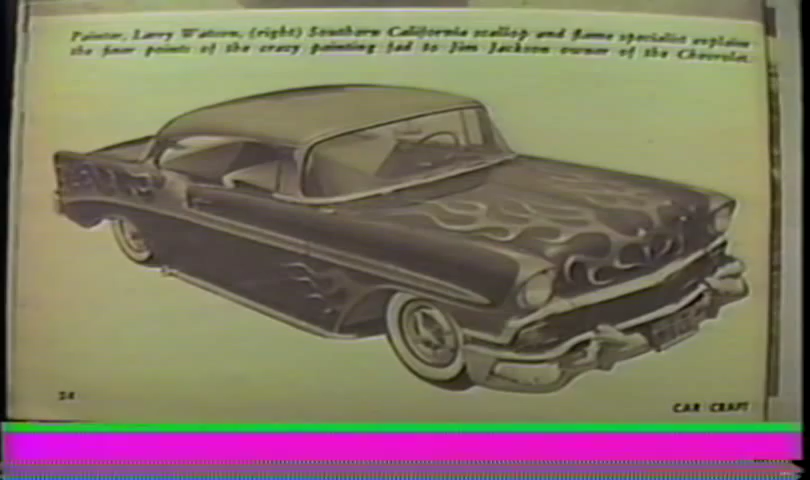 Painter, Larry Watson, (right) Southern California scallop and flame specialist explains
the finer points of the crazy painting fad to Jim Jackson owner of the Chevrolet.
24
CAR CRAFT